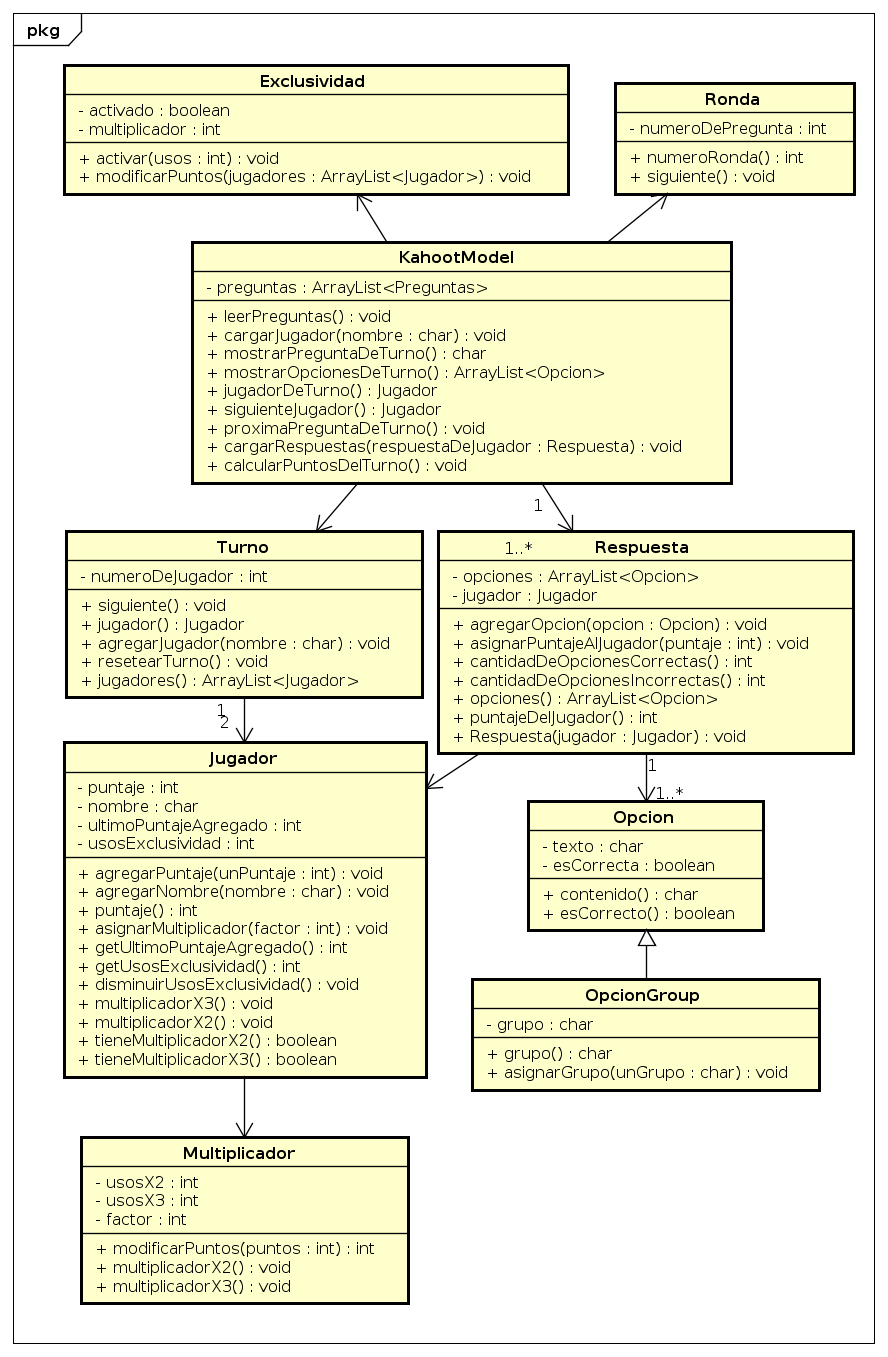 pkg
Exclusividad
- activado : boolean
- multiplicador : int
+ activar(usos : int) : void
+ modificarPuntos(jugadores : ArrayList<Jugador>) : void
Ronda
- numeroDePregunta : int
+ numeroRonda() : int
+ siguiente() : void
KahootModel
- preguntas : ArrayList<Preguntas>
+ leerPreguntas() : void
+ cargarJugador(nombre : char) : void
+ mostrarPreguntaDeTurno() : char
+ mostrarOpcionesDeTurno() : ArrayList<Opcion>
+ jugadorDeTurno() : Jugador
+ siguienteJugador() : Jugador
+ proximaPreguntaDeTurno() : void
+ cargarRespuestas(respuestaDeJugador : Respuesta) : void
+ calcularPuntosDelTurno() : void
1
1..*
Turno
- numeroDeJugador : int
+ siguiente() : void
+ jugador() : Jugador
+ agregarJugador(nombre : char) : void
+ resetearTurno() : void
+ jugadores() : ArrayList<Jugador>
Respuesta
- opciones : ArrayList<Opcion>
- jugador : Jugador
+ agregarOpcion(opcion : Opcion) : void
+ asignarPuntajeAlJugador(puntaje : int) : void
+ cantidadDeOpcionesCorrectas() : int
+ cantidadDeOpcionesIncorrectas() : int
+ opciones() : ArrayList<Opcion>
+ puntajeDelJugador() : int
+ Respuesta(jugador : Jugador) : void
1
2
1
1..*
Jugador
- puntaje : int
- nombre : char
- ultimoPuntajeAgregado : int
- usosExclusividad : int
+ agregarPuntaje(unPuntaje : int) : void
+ agregarNombre(nombre : char) : void
+ puntaje() : int
+ asignarMultiplicador(factor : int) : void
+ getUltimoPuntajeAgregado() : int
+ getUsosExclusividad() : int
+ disminuirUsosExclusividad() : void
+ multiplicadorX3() : void
+ multiplicadorX2() : void
+ tieneMultiplicadorX2() : boolean
+ tieneMultiplicadorX3() : boolean
Opcion
- texto : char
- esCorrecta : boolean
+ contenido() : char
+ esCorrecto() : boolean
OpcionGroup
- grupo : char
+ grupo() : char
+ asignarGrupo(unGrupo : char) : void
Multiplicador
- usosX2 : int
- usosX3 : int
- factor : int
+ modificarPuntos(puntos : int) : int
+ multiplicadorX2() : void
+ multiplicadorX3() : void